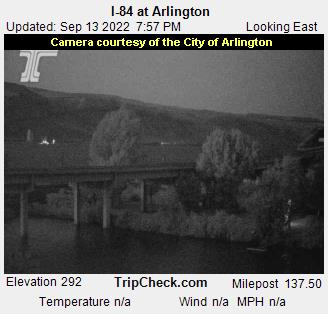 I-84 at Arlington
Updated: Sep 13 2022 7:57 PM Looking East
Camera courtesy of the City of Arlington
Elevation 292 TripCheck.com Milepost 137.50
Temperature n/a Wind n/a MPH n/a